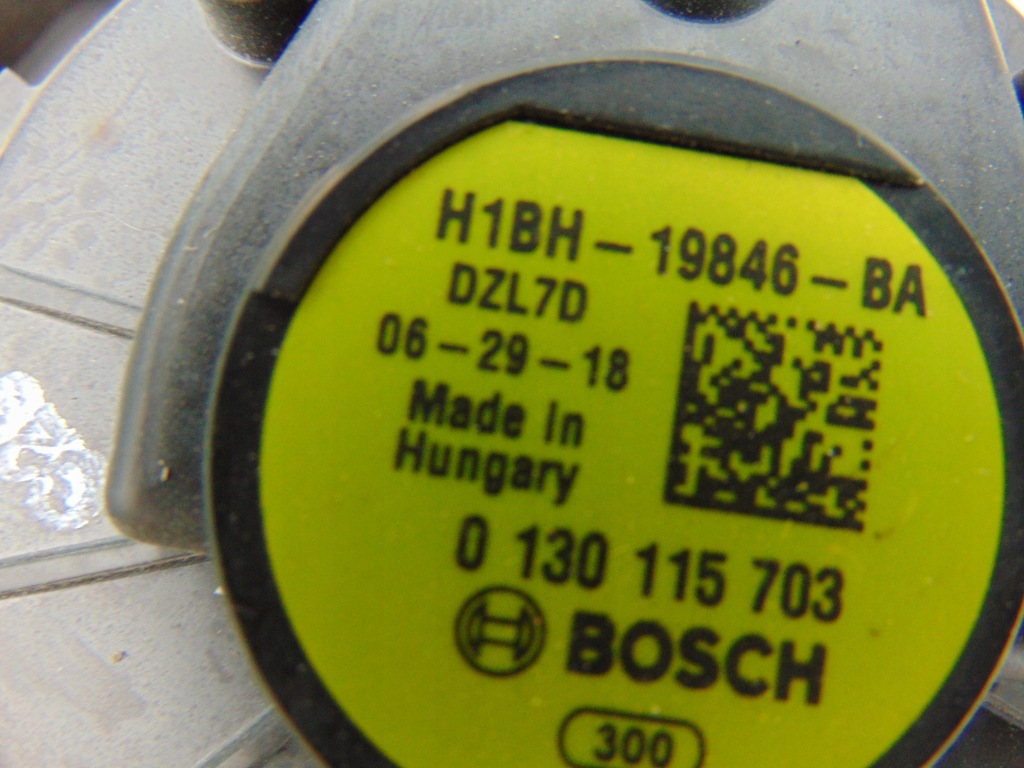 H1BH-19846-BA
DZL7D
06-29-18
Made in
Hungary
0 130 115 703
BOSCH
300